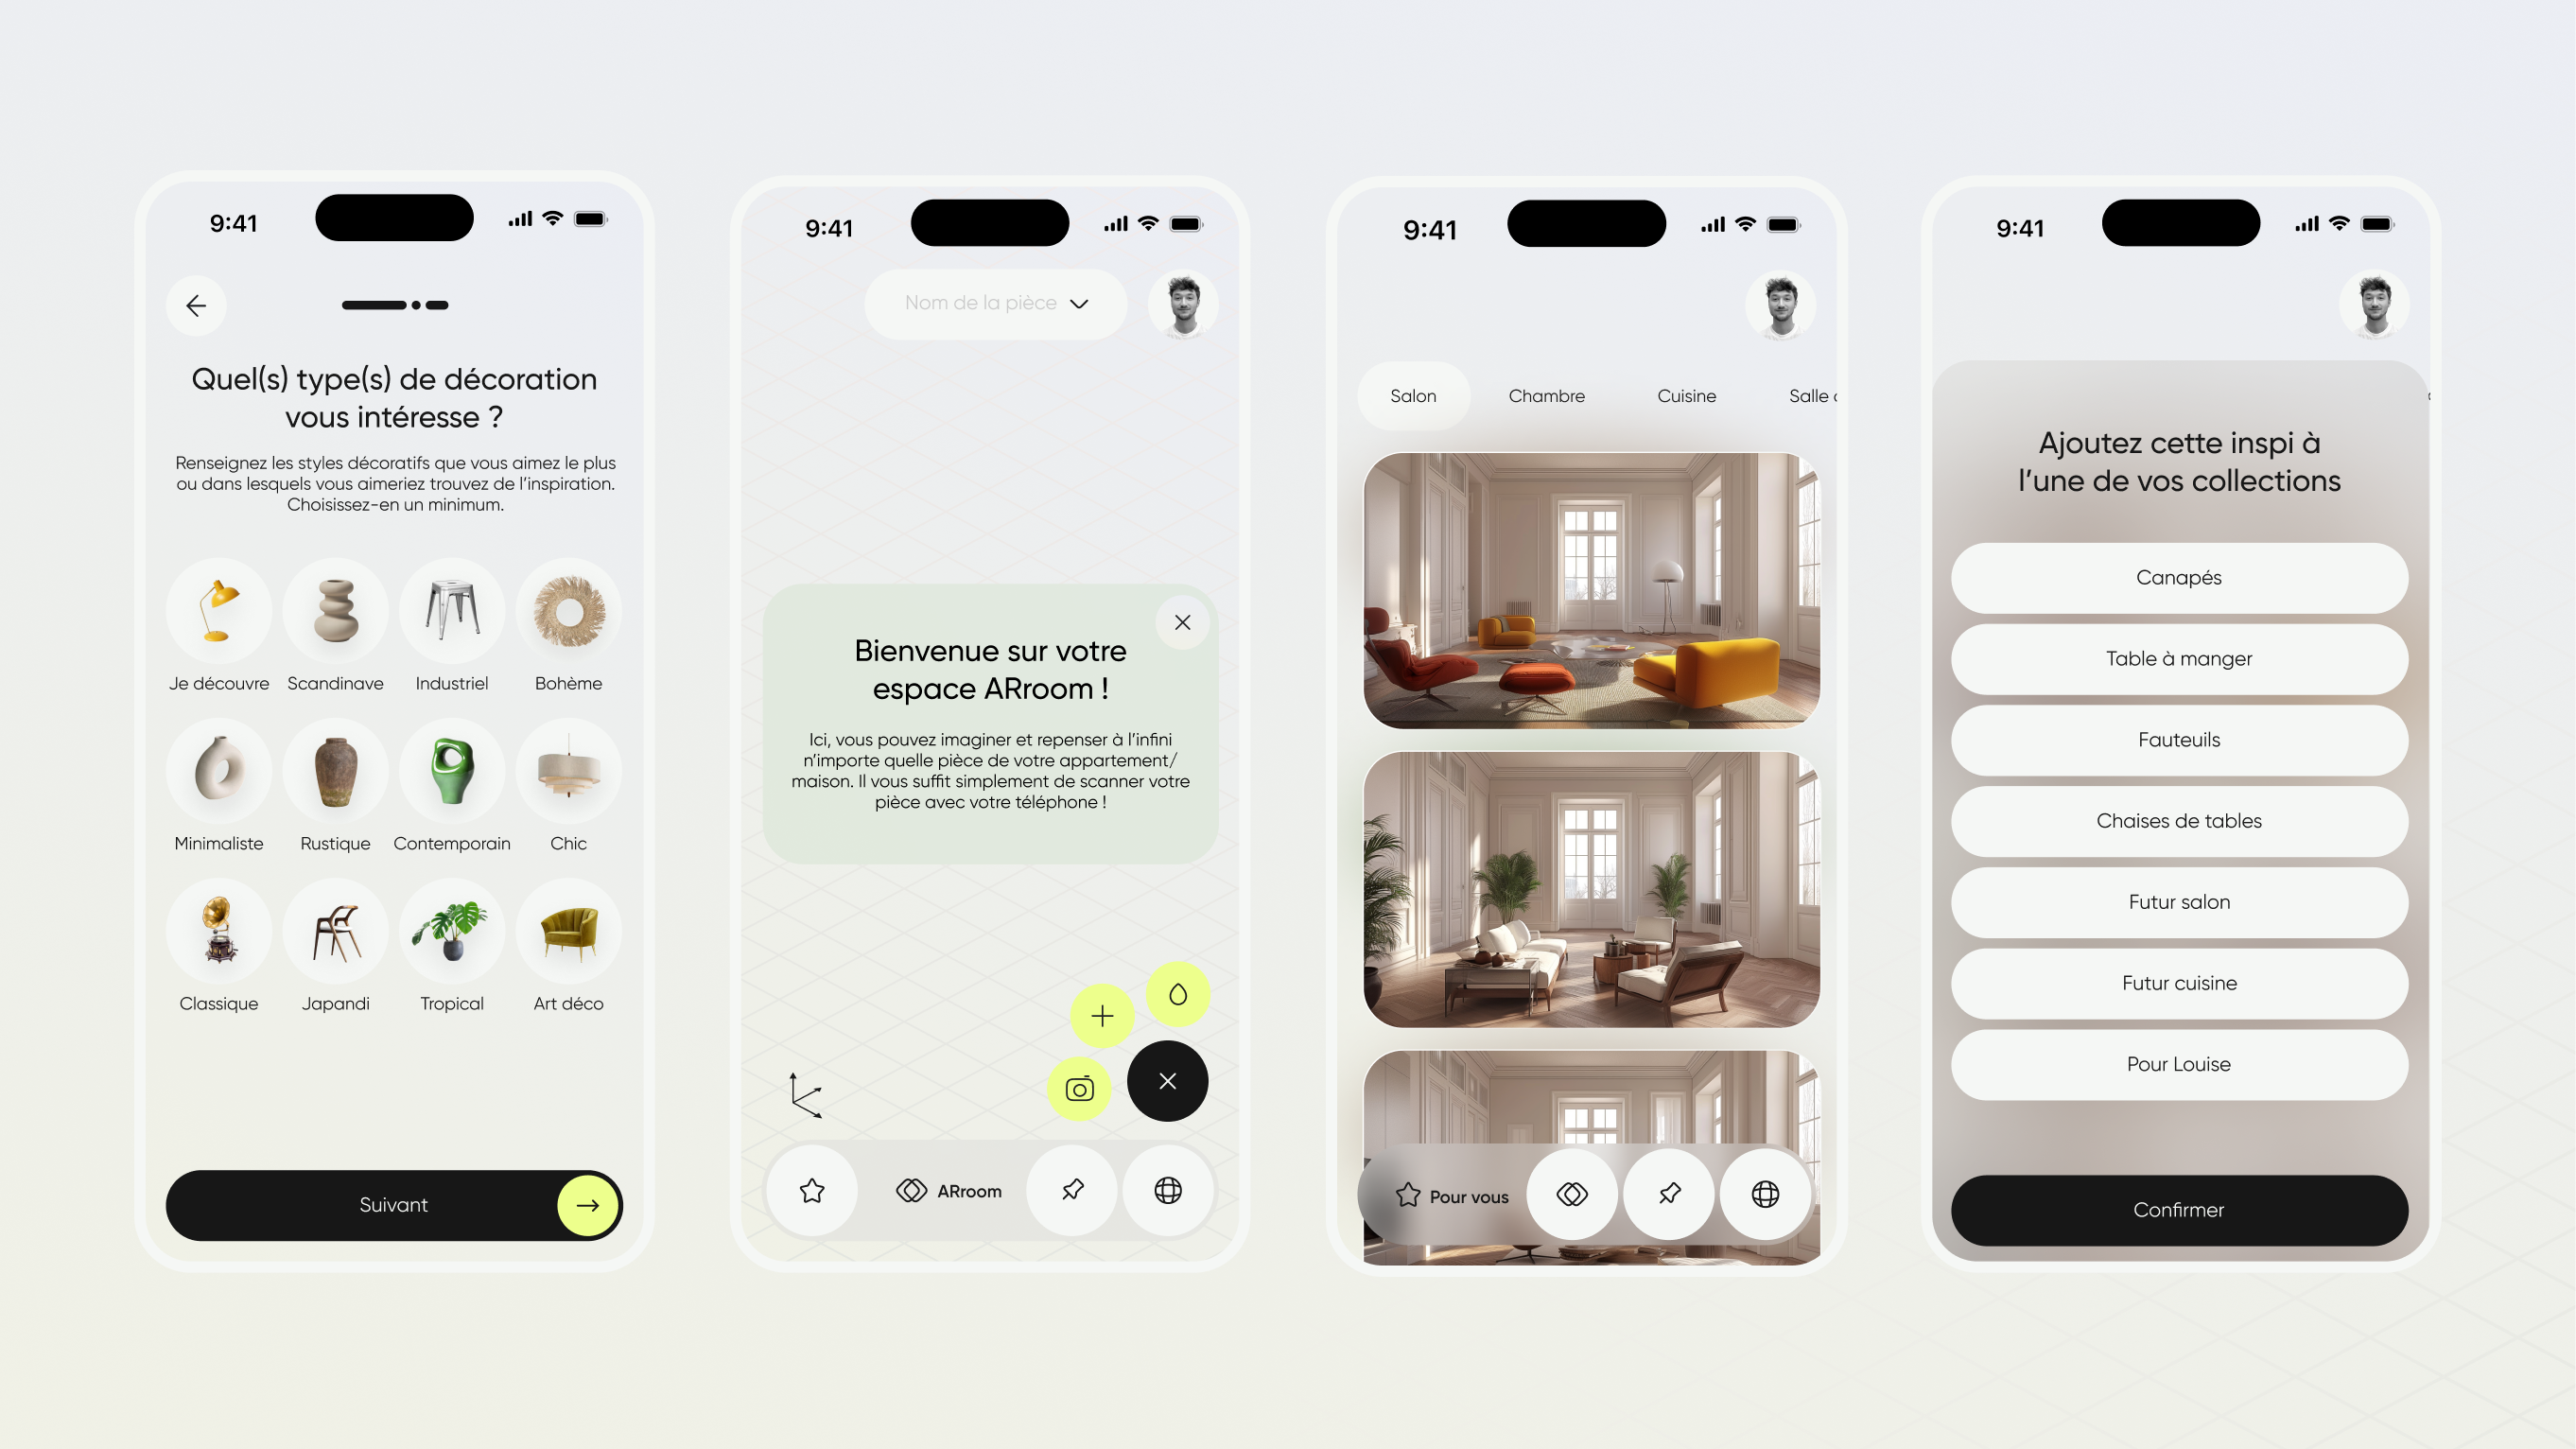 9:41
Quel(s) type(s) de décoration
vous intéresse ?
Renseignez les styles décoratifs que vous aimez le plus
ou dans lesquels vous aimeriez trouvez de l’inspiration.
Choisissez-en un minimum.
Je découvre
Scandinave
Industriel
Bohème
Minimaliste
Rustique
Contemporain
Chic
Classique
Japandi
Tropical
Art déco
Suivant
9:41
Nom de la pièce
Bienvenue sur votre
espace ARroom !
Ici, vous pouvez imaginer et repenser à l’infini
n’importe quelle pièce de votre appartement/
maison. Il vous suffit simplement de scanner votre
pièce avec votre téléphone !
ARroom
9:41
Salon
Chambre
Cuisine
Salle
Pour vous
9:41
Ajoutez cette inspi à
l’une de vos collections
Canapés
Table à manger
Fauteuils
Chaises de tables
Futur salon
Futur cuisine
Pour Louise
Confirmer